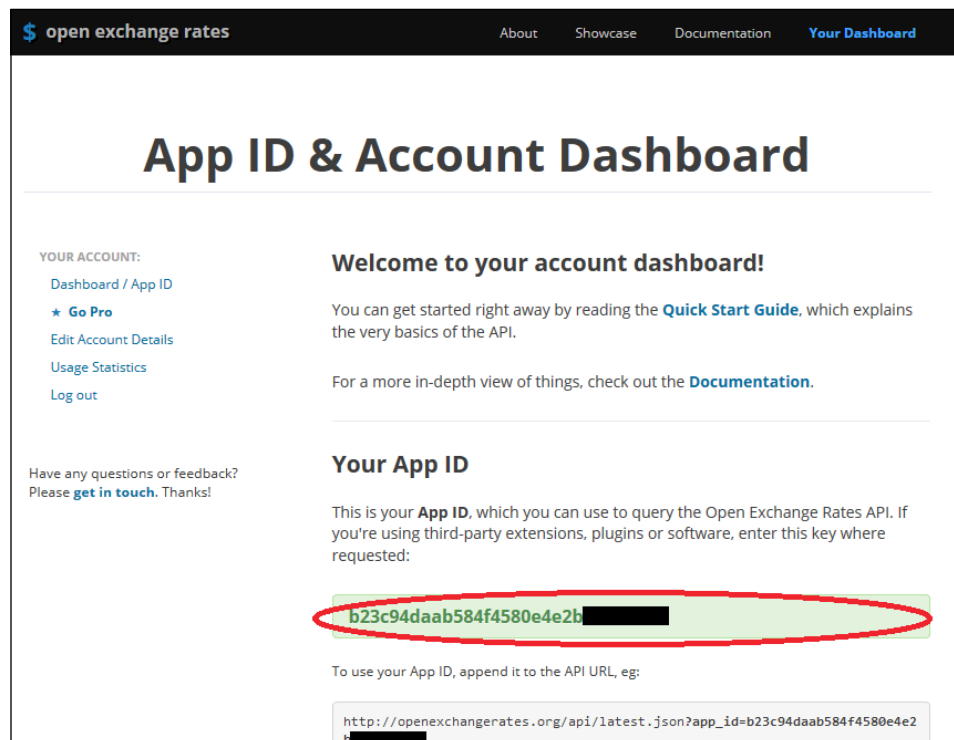 $ open exchange rates
About Showcase Documentation Your Dashboard
App ID & Account Dashboard
YOUR ACCOUNT:
Dashboard / App ID
★ Go Pro
Edit Account Details
Usage Statistics
Log out
Have any questions or feedback?
Please get in touch. Thanks!
Welcome to your account dashboard!
You can get started right away by reading the Quick Start Guide, which explains
the very basics of the API.
For a more in-depth view of things, check out the Documentation.
Your App ID
This is your App ID, which you can use to query the Open Exchange Rates API. If
you're using third-party extensions, plugins or software, enter this key where
requested:
b23c94daab584f4580e4e2b
To use your App ID, append it to the API URL, eg:
http://openexchangerates.org/api/latest.json?app_id=b23c94daab584f4580e4e2
b